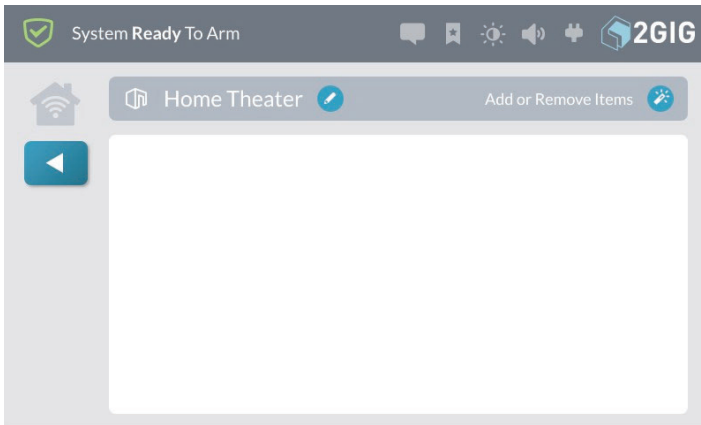 System Ready To Arm
2GIG
Home Theater
Add or Remove Items